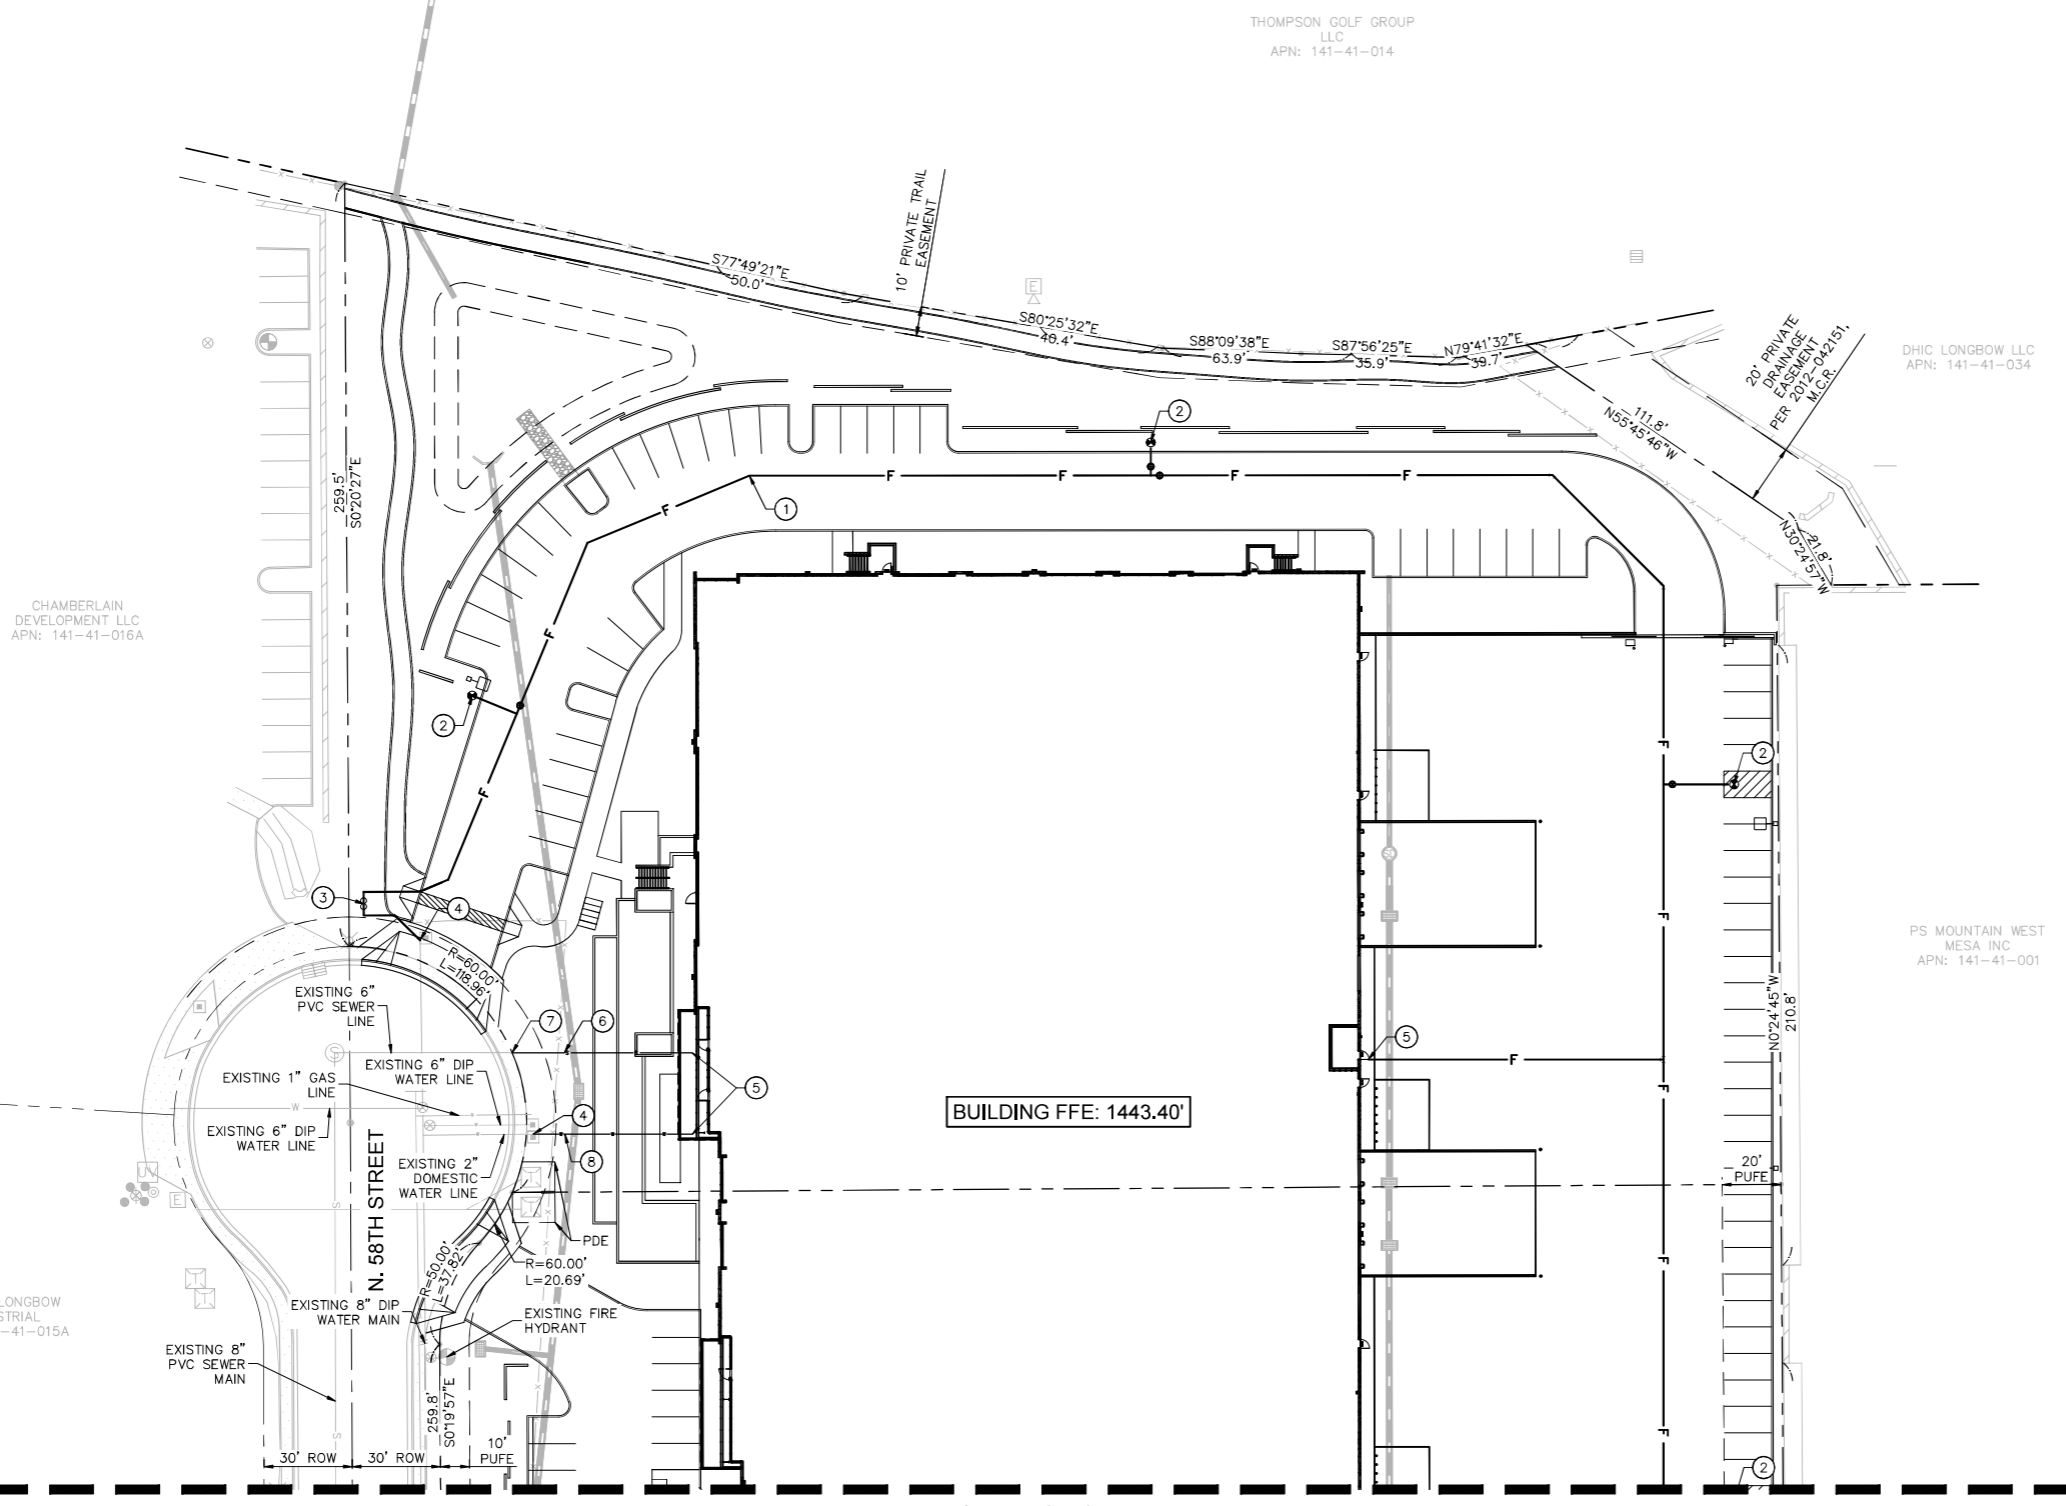 THOMPSON GOLF GROUP
LLC
APN: 141-41-014
10' PRIVATE TRAIL
EASEMENT
S77°49'21"E
50.0'
S80°25'32"E
40.4'
S88°09'38"E
63.9'
S87°56'25"E
35.9'
N79°41'32"E
39.7'
E
20' PRIVATE
DRAINAGE
EASEMENT
PER 2012-042151,
M.C.R.
DHIC LONGBOW LLC
APN: 141-41-034
111.8'
N55°45'46"W
21.8'
N30°24'57"W
2
1
F
F
F
F
F
F
F
259.5'
S0°20'27"E
CHAMBERLAIN
DEVELOPMENT LLC
APN: 141-41-016A
2
2
F
F
3
4
PS MOUNTAIN WEST
MESA INC
APN: 141-41-001
N0°24'45"W
210.8'
R=60.00'
L=118.96'
EXISTING 6"
PVC SEWER
LINE
S
7
6
5
F
EXISTING 6" DIP
WATER LINE
EXISTING 1" GAS
LINE
5
F
4
W
BUILDING FFE: 1443.40'
EXISTING 6" DIP
WATER LINE
8
EXISTING 2"
DOMESTIC
WATER LINE
20'
PUFE
UV
E
T
T
S
N. 58TH STREET
PDE
R=60.00'
L=20.69'
R=50.00'
L=37.82'
F
T
T
LONGBOW
STRIAL
-41-015A
EXISTING 8" DIP
WATER MAIN
EXISTING FIRE
HYDRANT
EXISTING 8"
PVC SEWER
MAIN
259.8'
S0°19'57"E
S
F
30' ROW
30' ROW
10'
PUFE
2